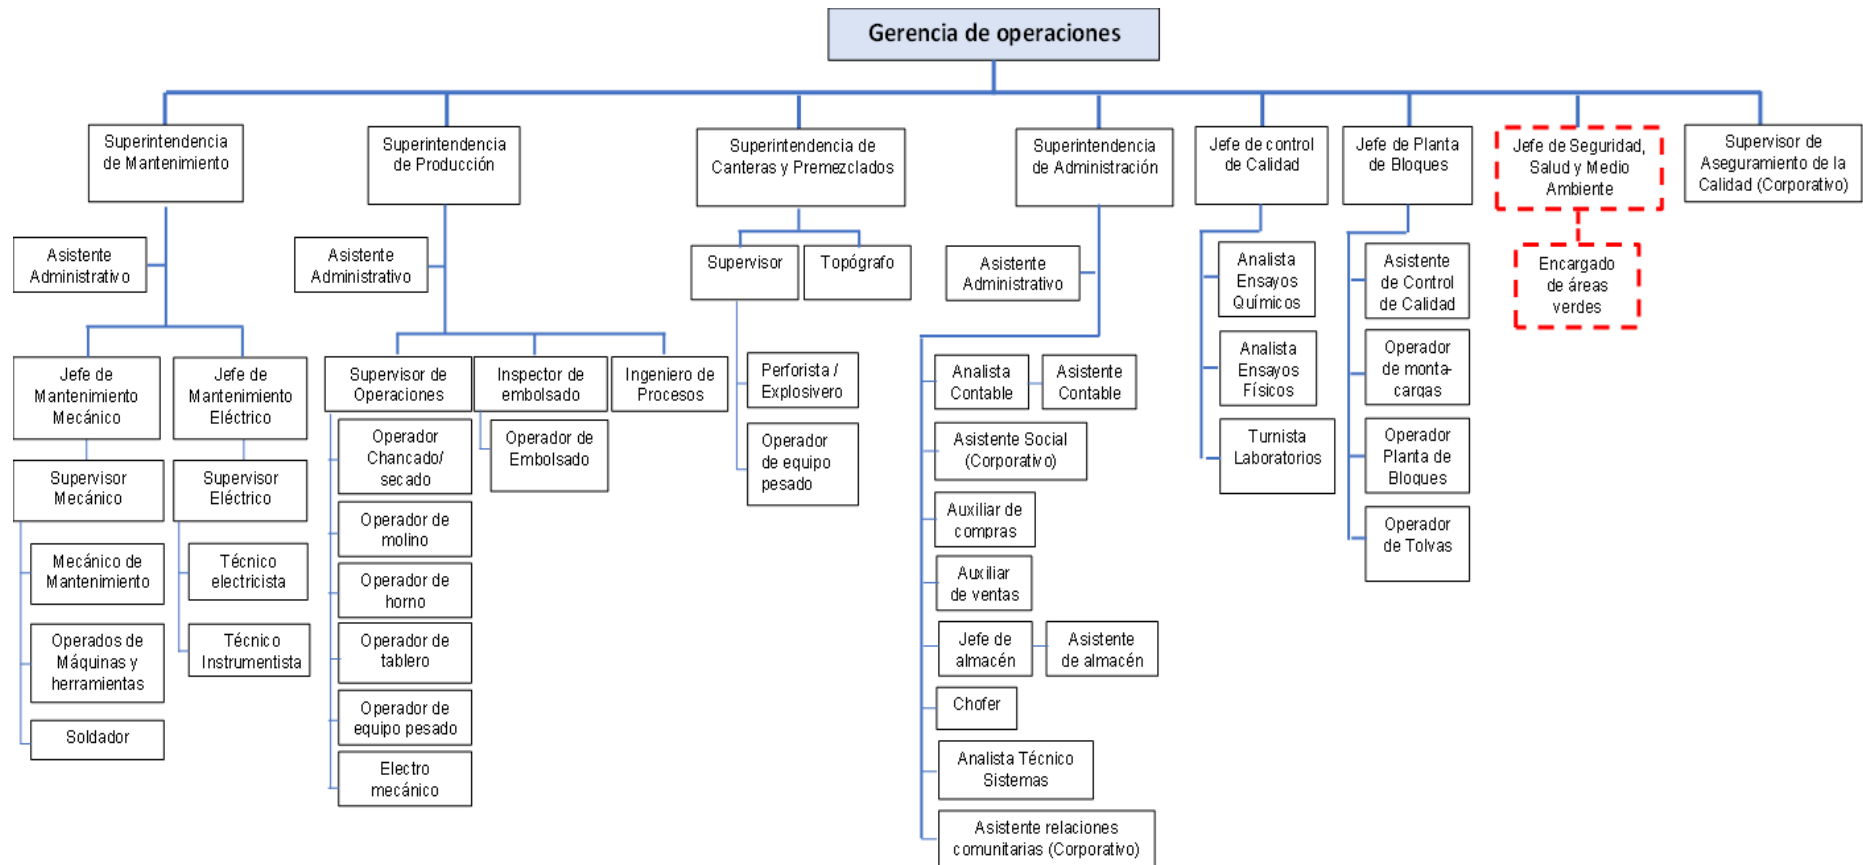 Gerencia de operaciones
Superintendencia
de Mantenimiento
Superintendencia
de Producción
Superintendencia de
Canteras y Premezclados
Superintendencia
de Administración
Jefe de control
de Calidad
Jefe de Planta
de Bloques
Jefe de Seguridad,
Salud y Medio
Ambiente
Supervisor de
Aseguramiento de la
Calidad (Corporativo)
Asistente
Administrativo
Asistente
Administrativo
Supervisor
Topógrafo
Asistente
Administrativo
Analista
Ensayos
Químicos
Asistente
de Control
de Calidad
Encargado
de áreas
verdes
Jefe de
Mantenimiento
Mecánico
Jefe de
Mantenimiento
Eléctrico
Supervisor de
Operaciones
Inspector de
embolsado
Ingeniero de
Procesos
Perforista /
Explosivero
Analista
Contable
Asistente
Contable
Analista
Ensayos
Físicos
Operador
de monta-
cargas
Supervisor
Mecánico
Supervisor
Eléctrico
Operador
Chancado/
secado
Operador de
Embolsado
Operador
de equipo
pesado
Asistente Social
(Corporativo)
Turnista
Laboratorios
Operador
Planta de
Bloques
Mecánico de
Mantenimiento
Técnico
electricista
Operador de
molino
Auxiliar de
compras
Operador
de Tolvas
Operador de
horno
Auxiliar
de ventas
Operados de
Máquinas y
herramientas
Técnico
Instrumentista
Operador de
tablero
Jefe de
almacén
Asistente
de almacén
Soldador
Operador de
equipo pesado
Chofer
Electro
mecánico
Analista Técnico
Sistemas
Asistente relaciones
comunitarias (Corporativo)